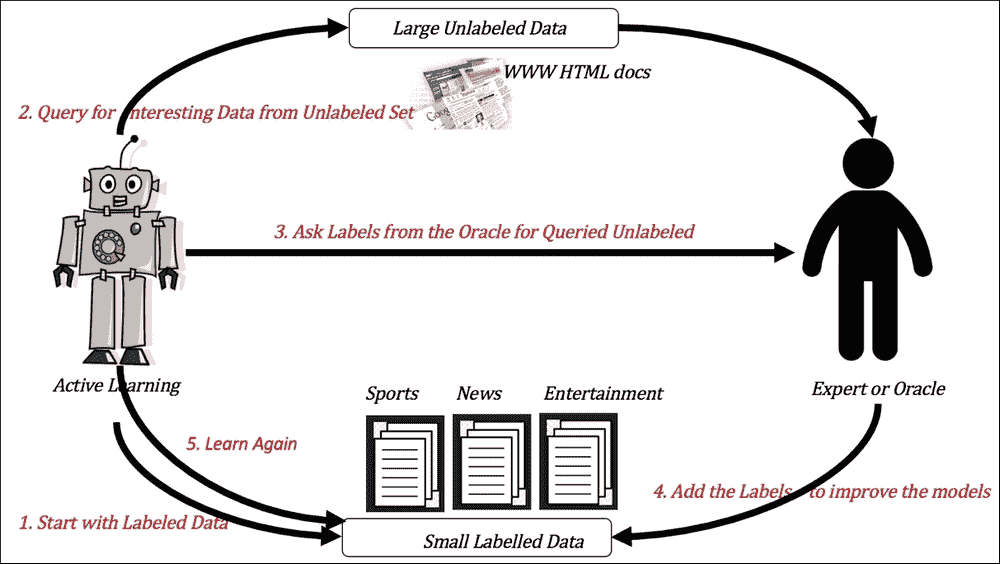 Large Unlabeled Data
WWW HTML docs
2. Query for Interesting Data from Unlabeled Set
3. Ask Labels from the Oracle for Queried Unlabeled
Active Learning
Expert or Oracle
Sports
News
Entertainment
5. Learn Again
4. Add the Labels to improve the models
1. Start with Labeled Data
Small Labelled Data